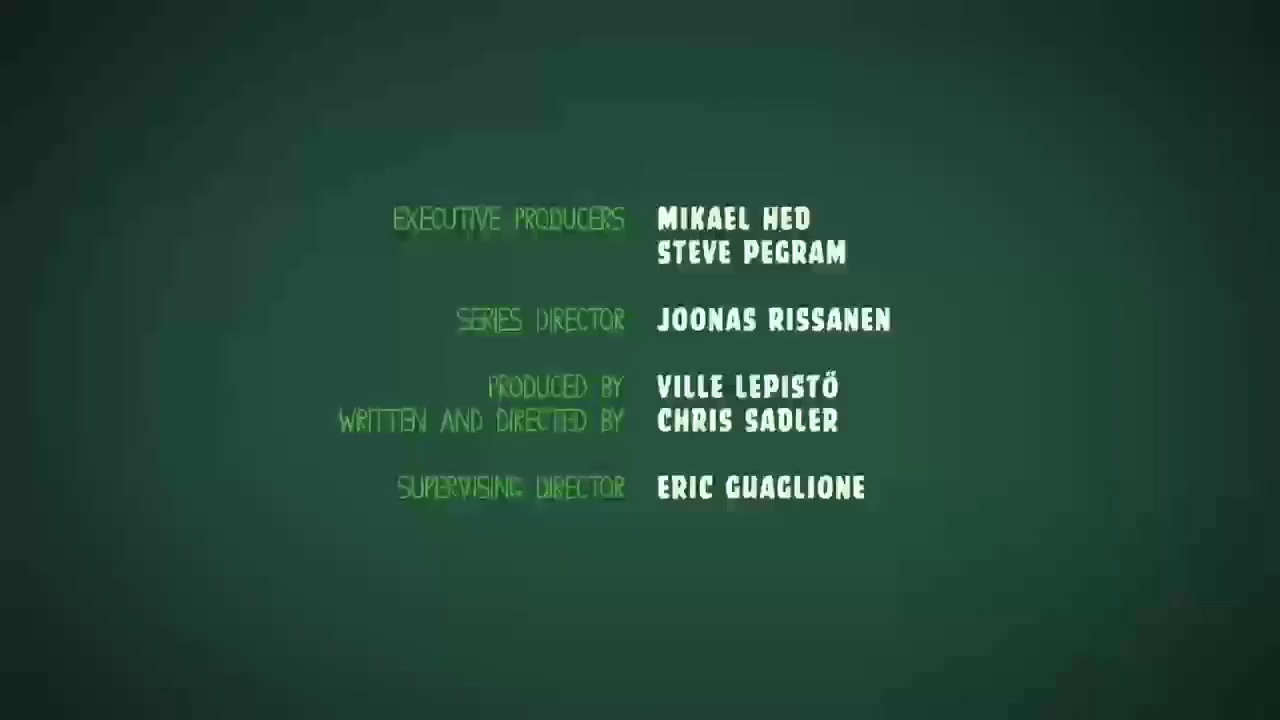 EXECUTIVE PRODUCERS MIKAEL HED
STEVE PEGRAM
SERIES DIRECTOR JOONAS RISSANEN
PRODUCED BY VILLE LEPISTÖ
WRITTEN AND DIRECTED BY CHRIS SADLER
SUPERVISING DIRECTOR ERIC GUAGLIONE